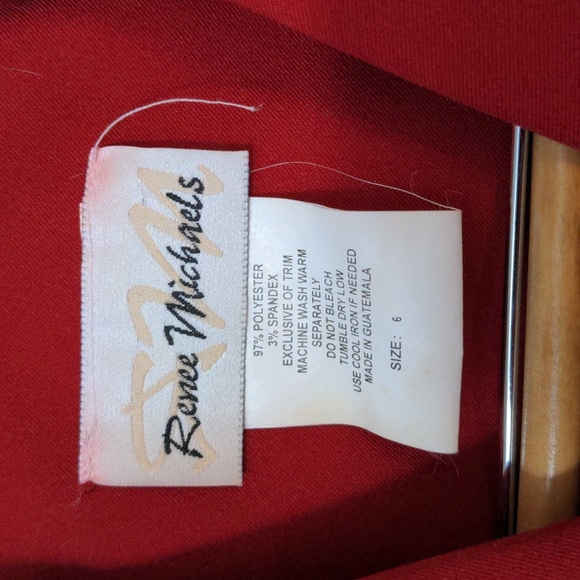 Renee Michaels
97% POLYESTER
3% SPANDEX
EXCLUSIVE OF TRIM
MACHINE WASH WARM
SEPARATELY
DO NOT BLEACH
TUMBLE DRY LOW
USE COOL IRON IF NEEDED
MADE IN GUATEMALA
SIZE: 6